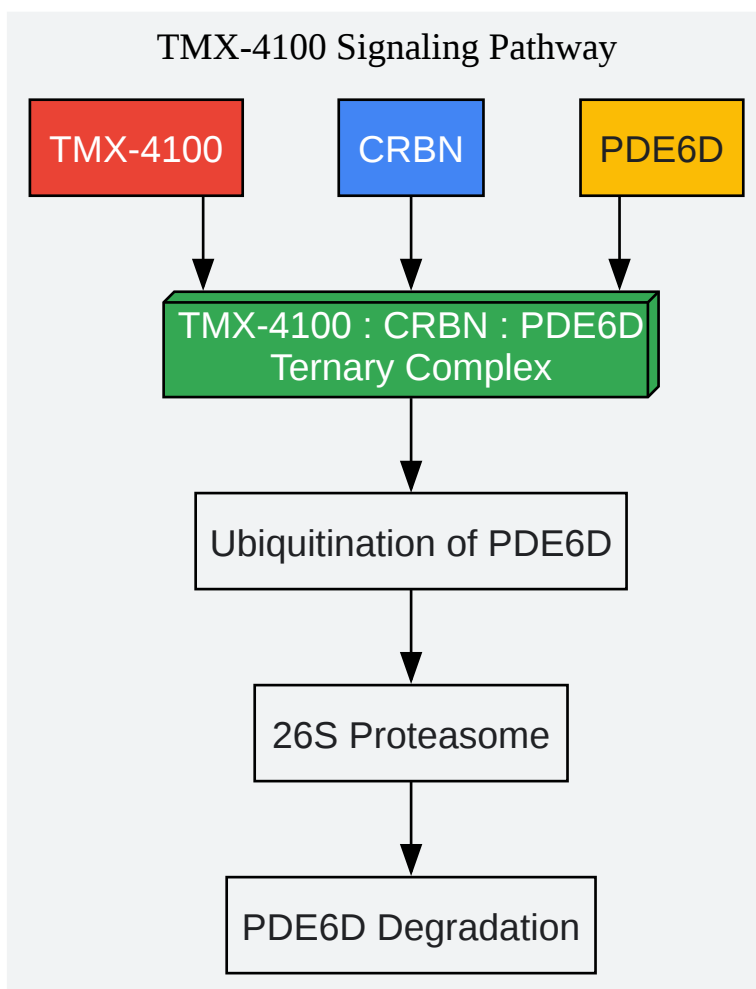 TMX-4100 Signaling Pathway
TMX-4100
CRBN
PDE6D
TMX-4100 : CRBN : PDE6D
Ternary Complex
Ubiquitination of PDE6D
26S Proteasome
PDE6D Degradation